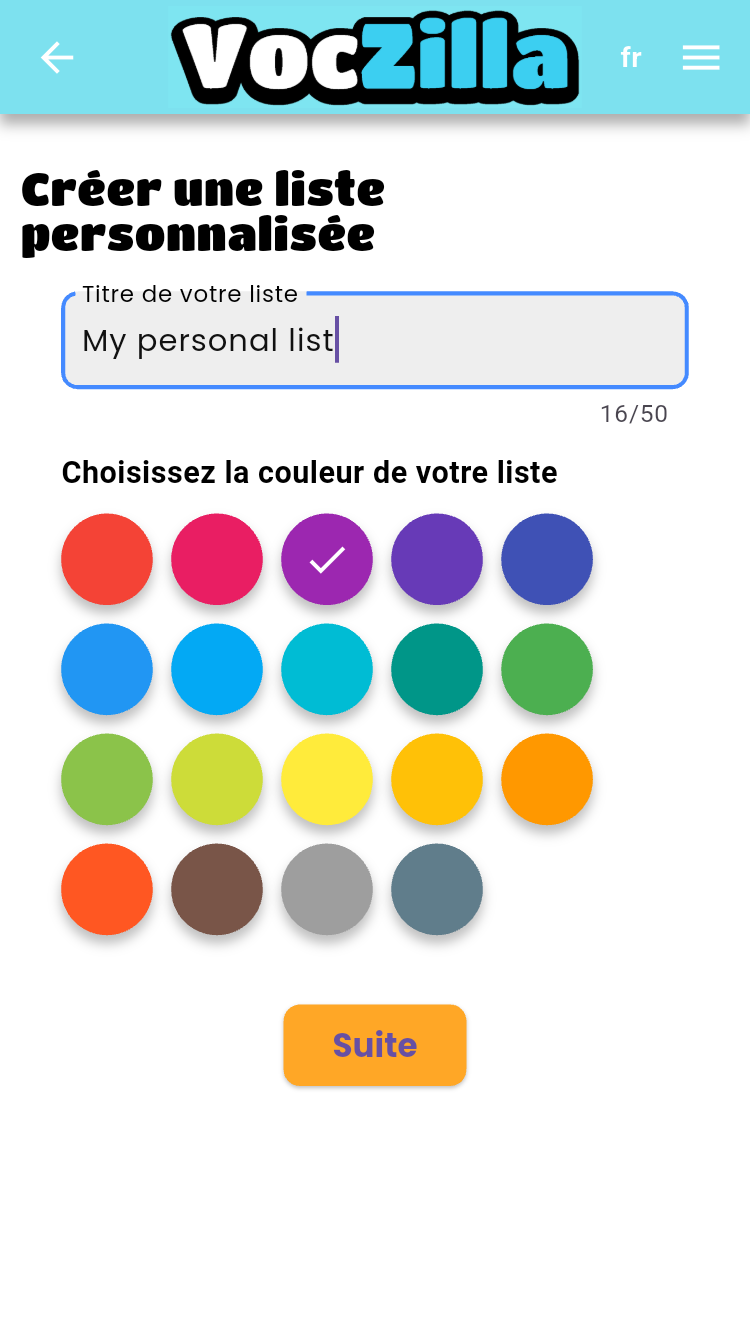 VocZilla
fr
Créer une liste
personnalisée
Titre de votre liste
My personal list
16/50
Choisissez la couleur de votre liste
Suite